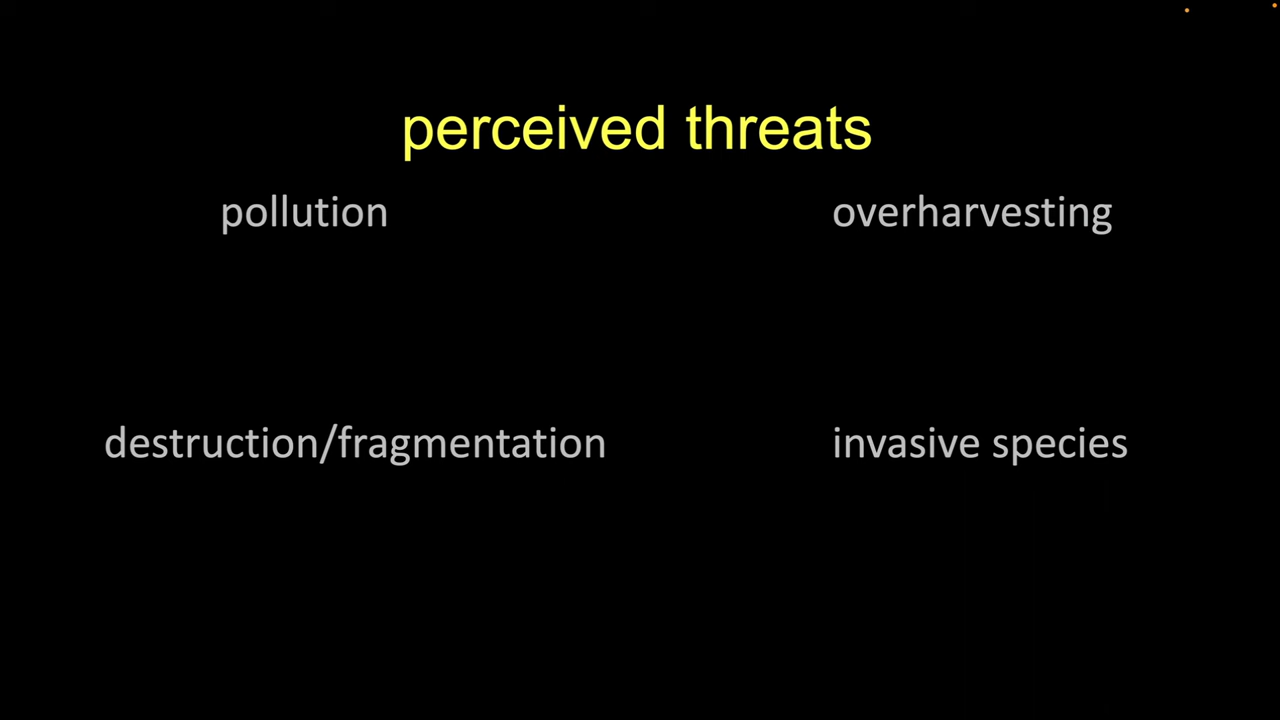 perceived threats
pollution
overharvesting
destruction/fragmentation
invasive species